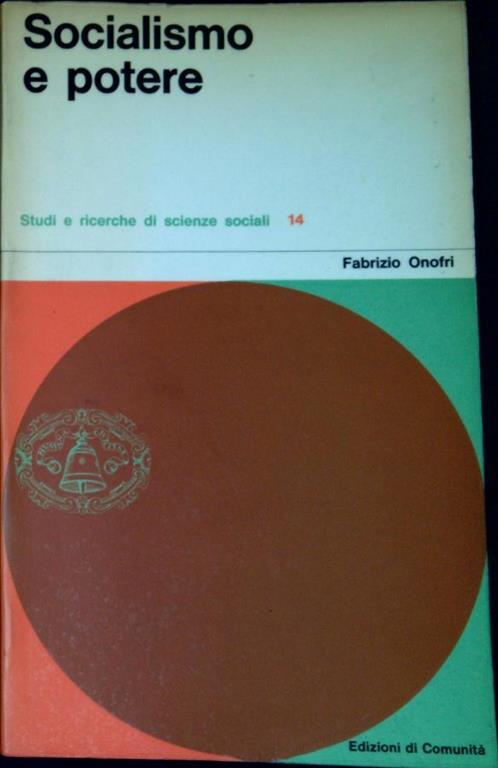 Socialismo
e potere
Studi e ricerche di scienze sociali 14
Fabrizio Onofri
Edizioni di Comunità